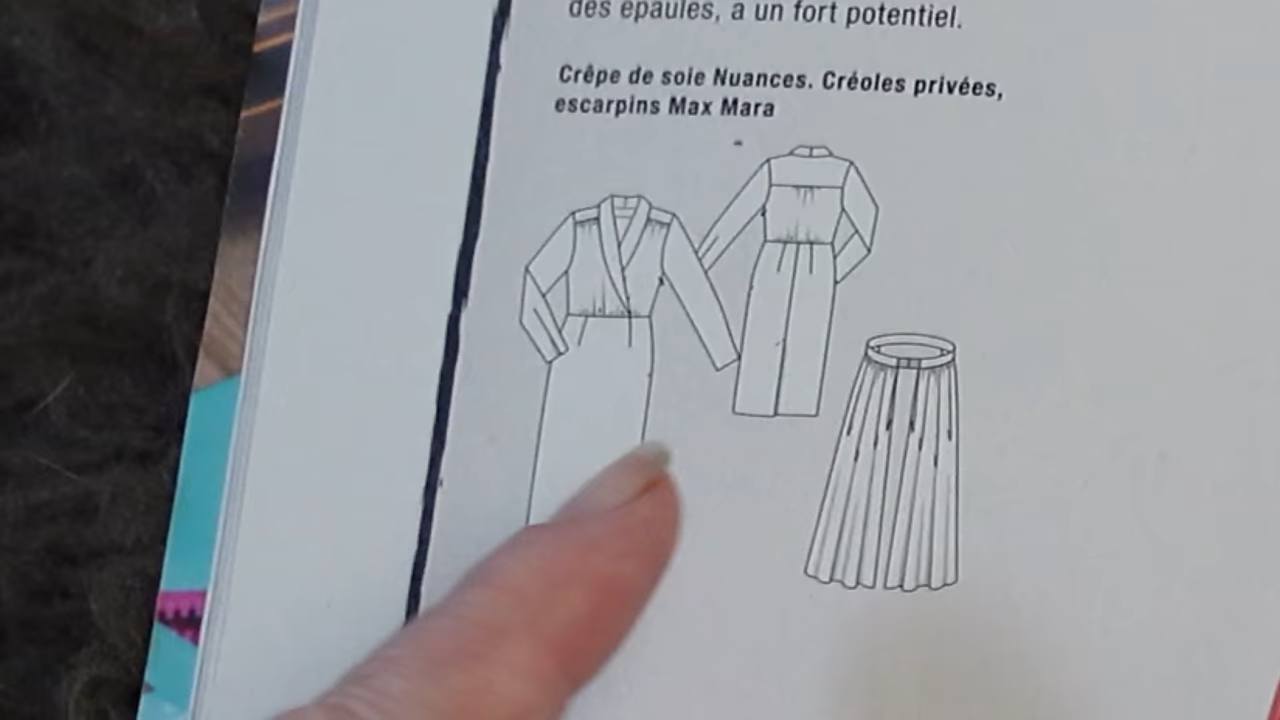 des épaules, a un fort potentiel.
Crêpe de soie Nuances. Créoles privées,
escarpins Max Mara